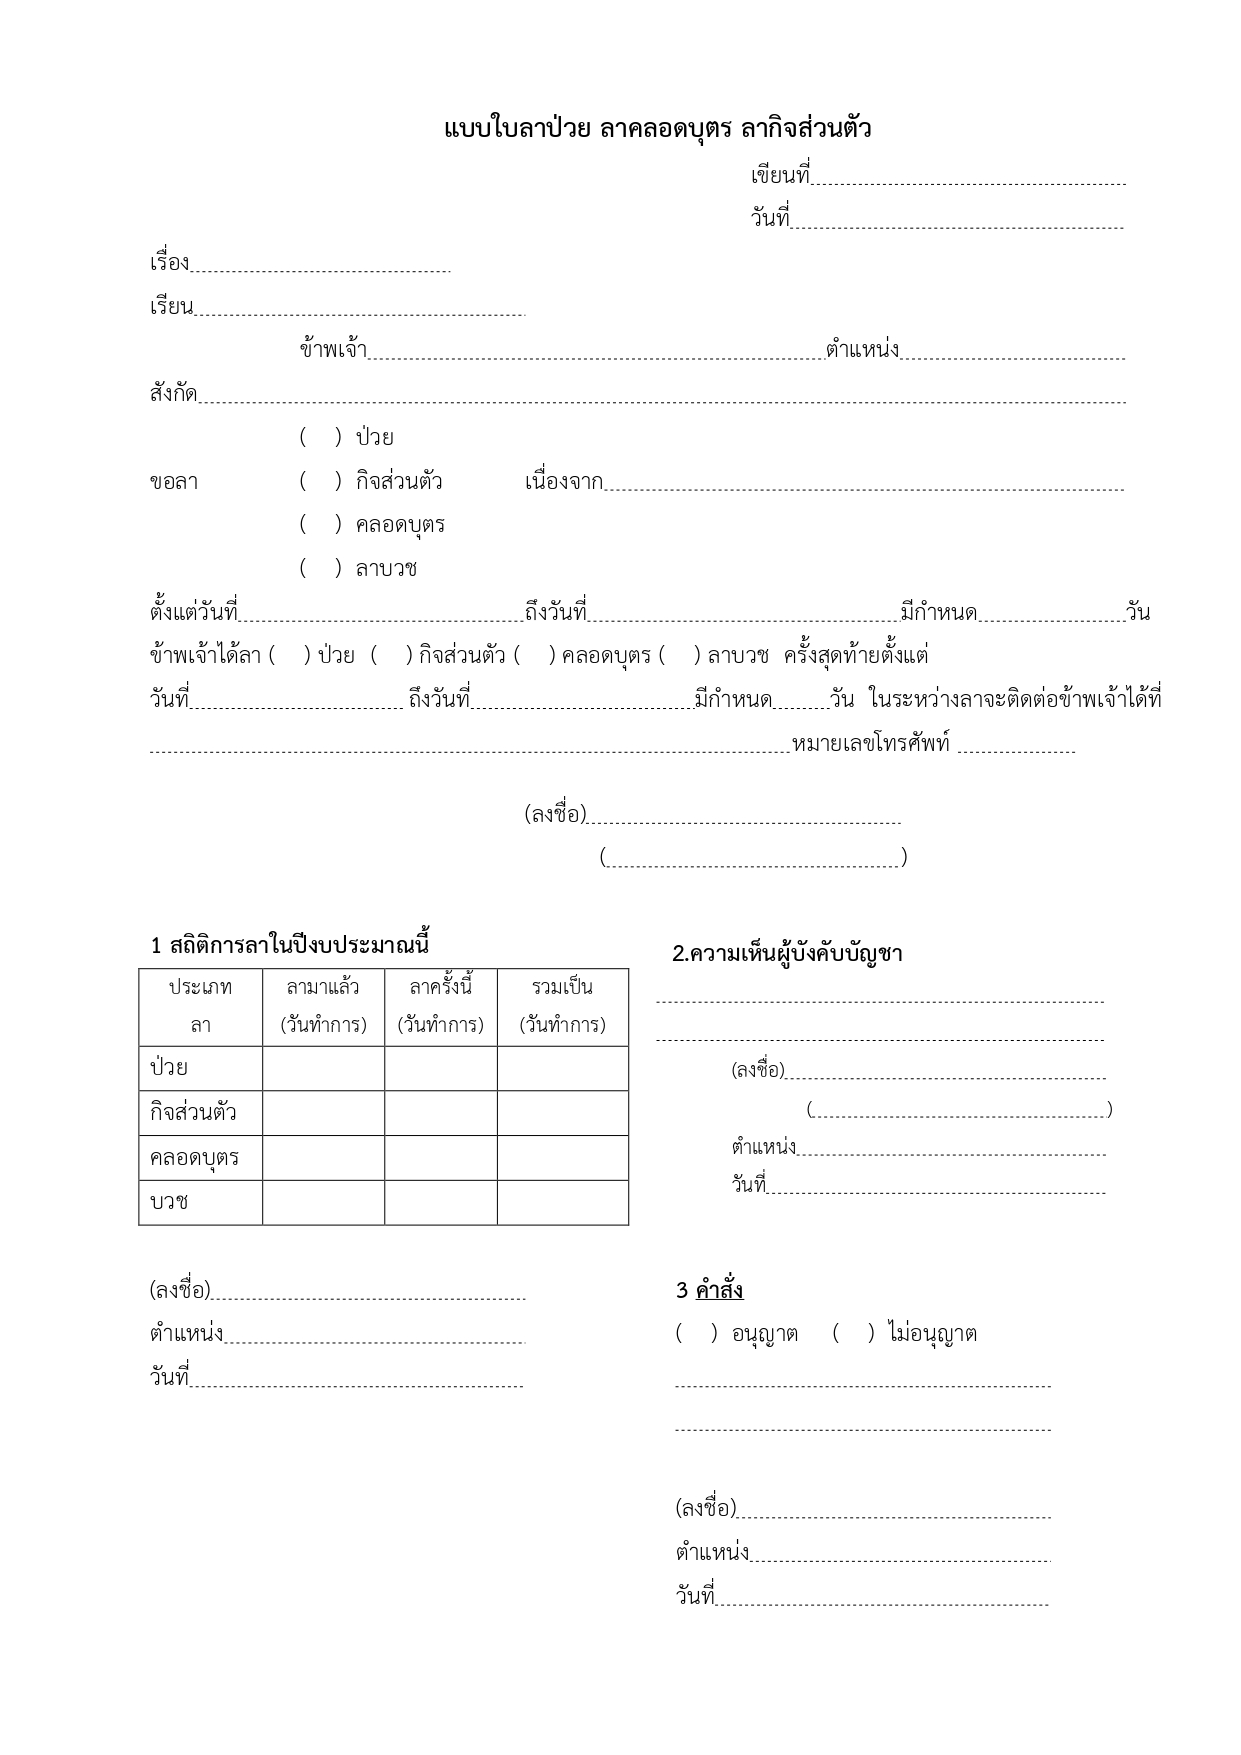 แบบใบลาป่วย ลาคลอดบุตร ลากิจส่วนตัว
เขียนที่
วันที่
เรื่อง
เรียน
ข้าพเจ้า ตำแหน่ง
สังกัด
( ) ป่วย
ขอลา ( ) กิจส่วนตัว เนื่องจาก
( ) คลอดบุตร
( ) ลาบวช
ตั้งแต่วันที่ ถึงวันที่ มีกำหนด วัน
ข้าพเจ้าได้ลา ( ) ป่วย ( ) กิจส่วนตัว ( ) คลอดบุตร ( ) ลาบวช ครั้งสุดท้ายตั้งแต่
วันที่ ถึงวันที่ มีกำหนด วัน ในระหว่างลาจะติดต่อข้าพเจ้าได้ที่
หมายเลขโทรศัพท์
(ลงชื่อ)
( )
1 สถิติการลาในปีงบประมาณนี้
ประเภท ลามาแล้ว ลาครั้งนี้ รวมเป็น
ลา (วันทำการ) (วันทำการ) (วันทำการ)
ป่วย
กิจส่วนตัว
คลอดบุตร
บวช
(ลงชื่อ)
ตำแหน่ง
วันที่
2.ความเห็นผู้บังคับบัญชา
(ลงชื่อ)
( )
ตำแหน่ง
วันที่
3 คำสั่ง
( ) อนุญาต ( ) ไม่อนุญาต
(ลงชื่อ)
ตำแหน่ง
วันที่